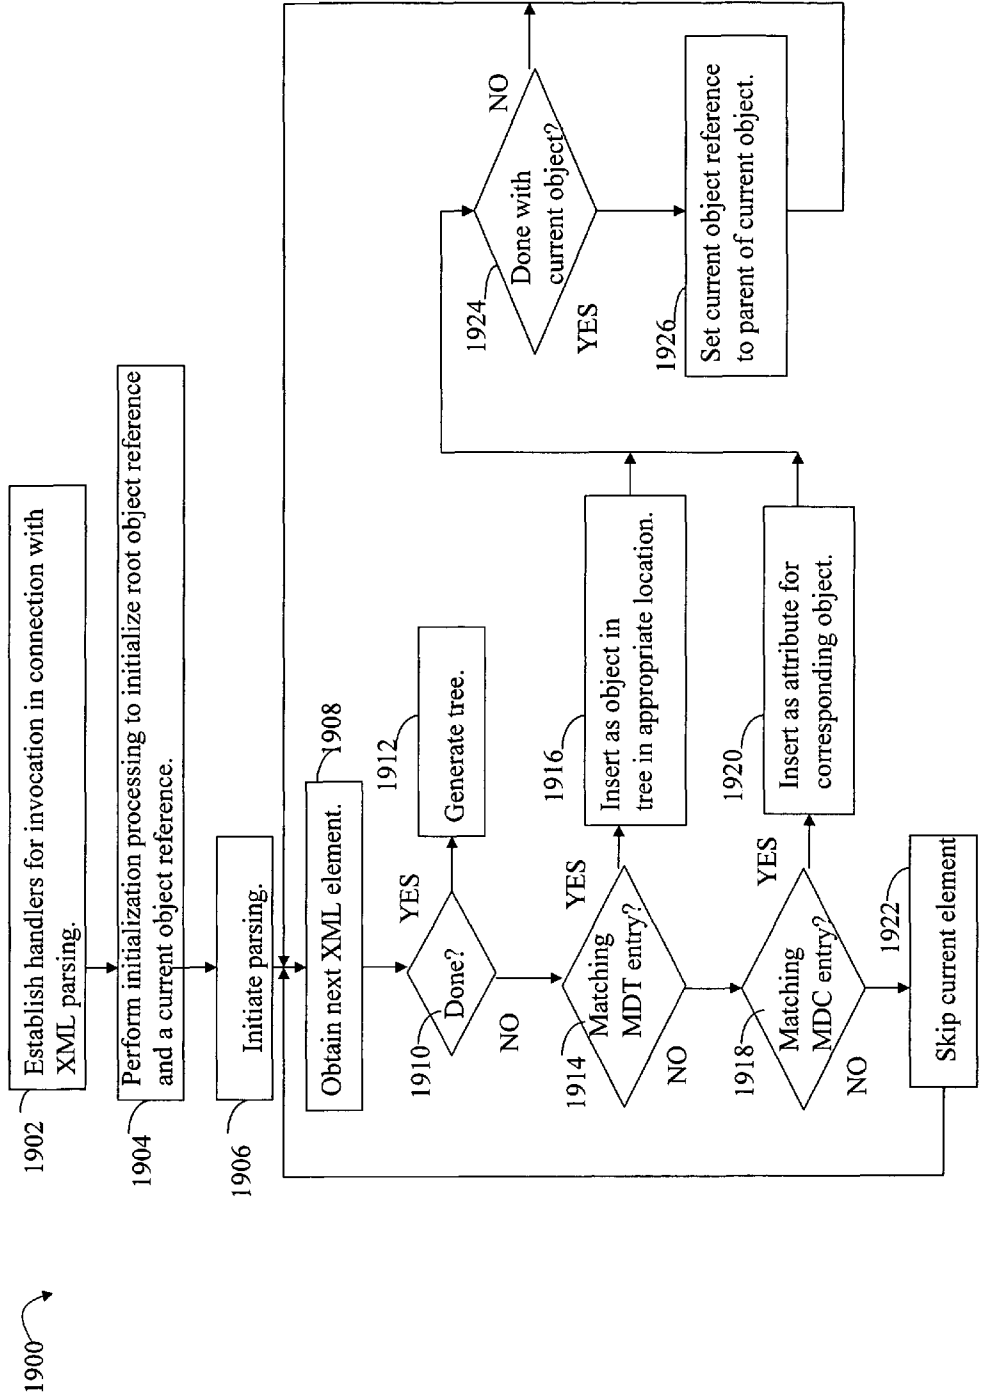 1900
1902
Establish handlers for invocation in connection with
XML parsing.
1904
Perform initialization processing to initialize root object reference
and a current object reference.
1906
Initiate parsing.
1908
Obtain next XML element.
1910
Done?
YES
NO
1912
Generate tree.
1914
Matching
MDT entry?
YES
NO
1916
Insert as object in
tree in appropriate location.
1918
Matching
MDC entry?
YES
NO
1920
Insert as attribute for
corresponding object.
1922
Skip current element
1924
Done with
current object?
NO
YES
1926
Set current object reference
to parent of current object.